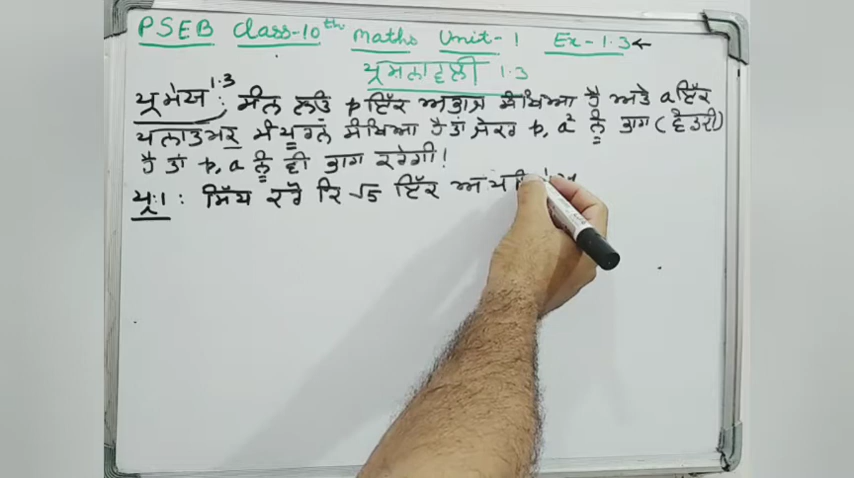 PSEB Class-10th Maths Unit-1 Ex-1.3←
ਪ੍ਰਸ਼ਨਾਵਲੀ 1.3
ਪ੍ਰਮੇਯ 1.3 : ਮੰਨ ਲਓ p ਇੱਕ ਅਭਾਜ ਸੰਖਿਆ ਹੈ ਅਤੇ a ਇੱਕ
ਧਨਾਤਮਕ ਸੰਪੂਰਨ ਸੰਖਿਆ ਹੈ ਤਾਂ ਜੇਕਰ p, a² ਨੂੰ ਭਾਗ (ਵੰਡਦੀ)
ਹੈ ਤਾਂ p, a ਨੂੰ ਵੀ ਭਾਗ ਕਰੇਗੀ!
ਪ੍ਰ:1 : ਸਿੱਧ ਕਰੋ ਕਿ √5 ਇੱਕ